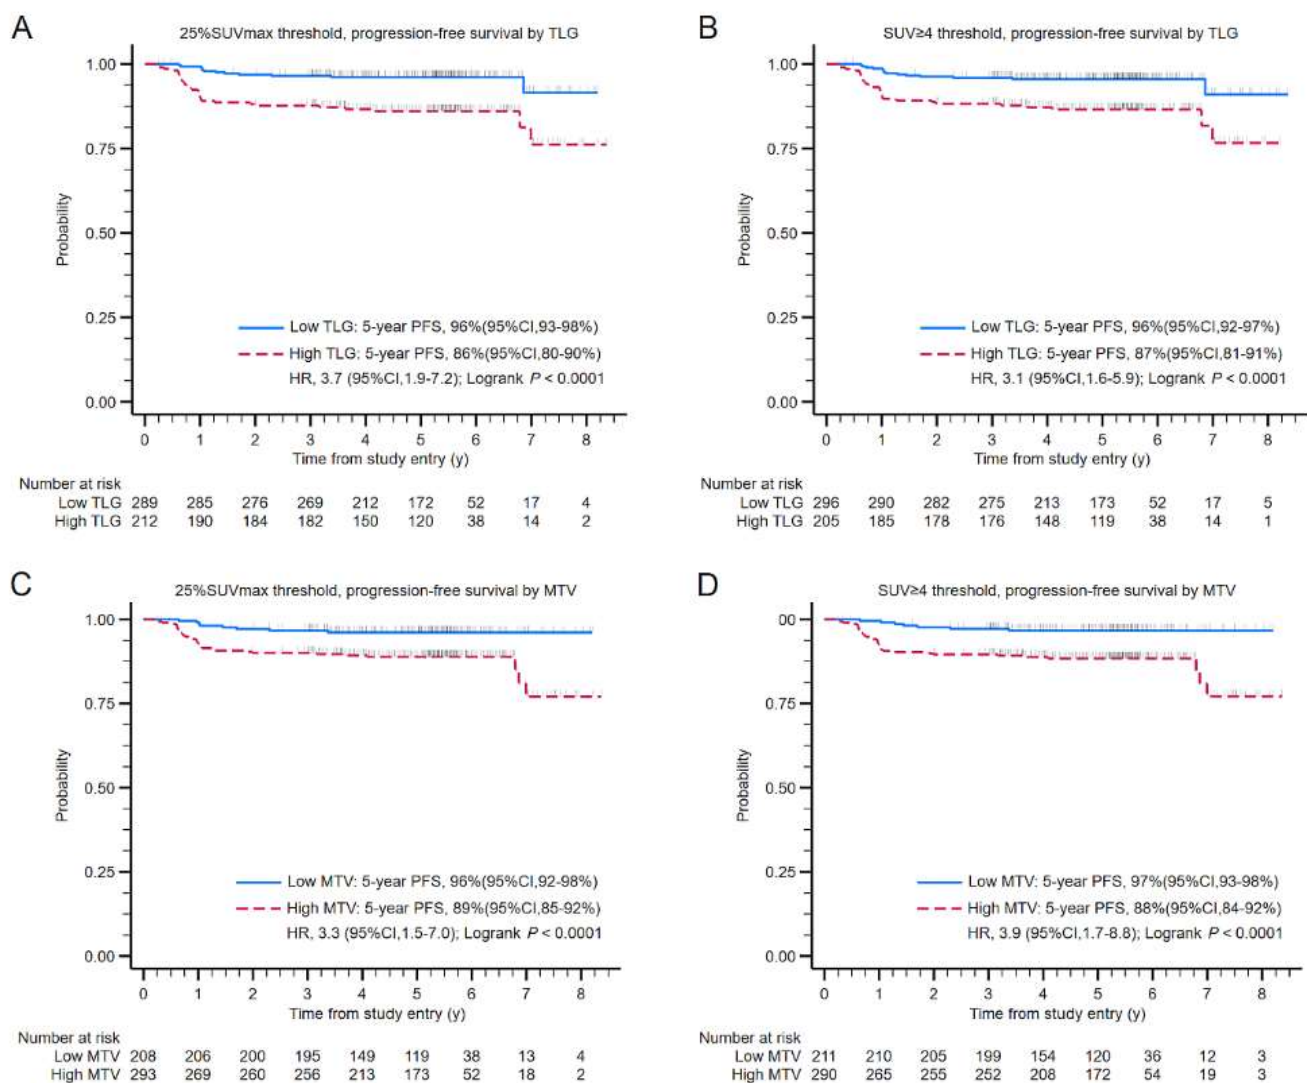 A
25%SUVmax threshold, progression-free survival by TLG
1.00
0.75
0.50
0.25
0.00
Probability
Low TLG: 5-year PFS, 96%(95%CI,93-98%)
High TLG: 5-year PFS, 86%(95%CI,80-90%)
HR, 3.7 (95%CI,1.9-7.2); Logrank P < 0.0001
0 1 2 3 4 5 6 7 8
Time from study entry (y)
Number at risk
Low TLG 289 285 276 269 212 172 52 17 4
High TLG 212 190 184 182 150 120 38 14 2
B
SUV≥4 threshold, progression-free survival by TLG
1.00
0.75
0.50
0.25
0.00
Probability
Low TLG: 5-year PFS, 96%(95%CI,92-97%)
High TLG: 5-year PFS, 87%(95%CI,81-91%)
HR, 3.1 (95%CI,1.6-5.9); Logrank P < 0.0001
0 1 2 3 4 5 6 7 8
Time from study entry (y)
Number at risk
Low TLG 296 290 282 275 213 173 52 17 5
High TLG 205 185 178 176 148 119 38 14 1
C
25%SUVmax threshold, progression-free survival by MTV
1.00
0.75
0.50
0.25
0.00
Probability
Low MTV: 5-year PFS, 96%(95%CI,92-98%)
High MTV: 5-year PFS, 89%(95%CI,85-92%)
HR, 3.3 (95%CI,1.5-7.0); Logrank P < 0.0001
0 1 2 3 4 5 6 7 8
Time from study entry (y)
Number at risk
Low MTV 208 206 200 195 149 119 38 13 4
High MTV 293 269 260 256 213 173 52 18 2
D
SUV≥4 threshold, progression-free survival by MTV
00
0.75
0.50
0.25
0.00
Probability
Low MTV: 5-year PFS, 97%(95%CI,93-98%)
High MTV: 5-year PFS, 88%(95%CI,84-92%)
HR, 3.9 (95%CI,1.7-8.8); Logrank P < 0.0001
0 1 2 3 4 5 6 7 8
Time from study entry (y)
Number at risk
Low MTV 211 210 205 199 154 120 36 12 3
High MTV 290 265 255 252 208 172 54 19 3